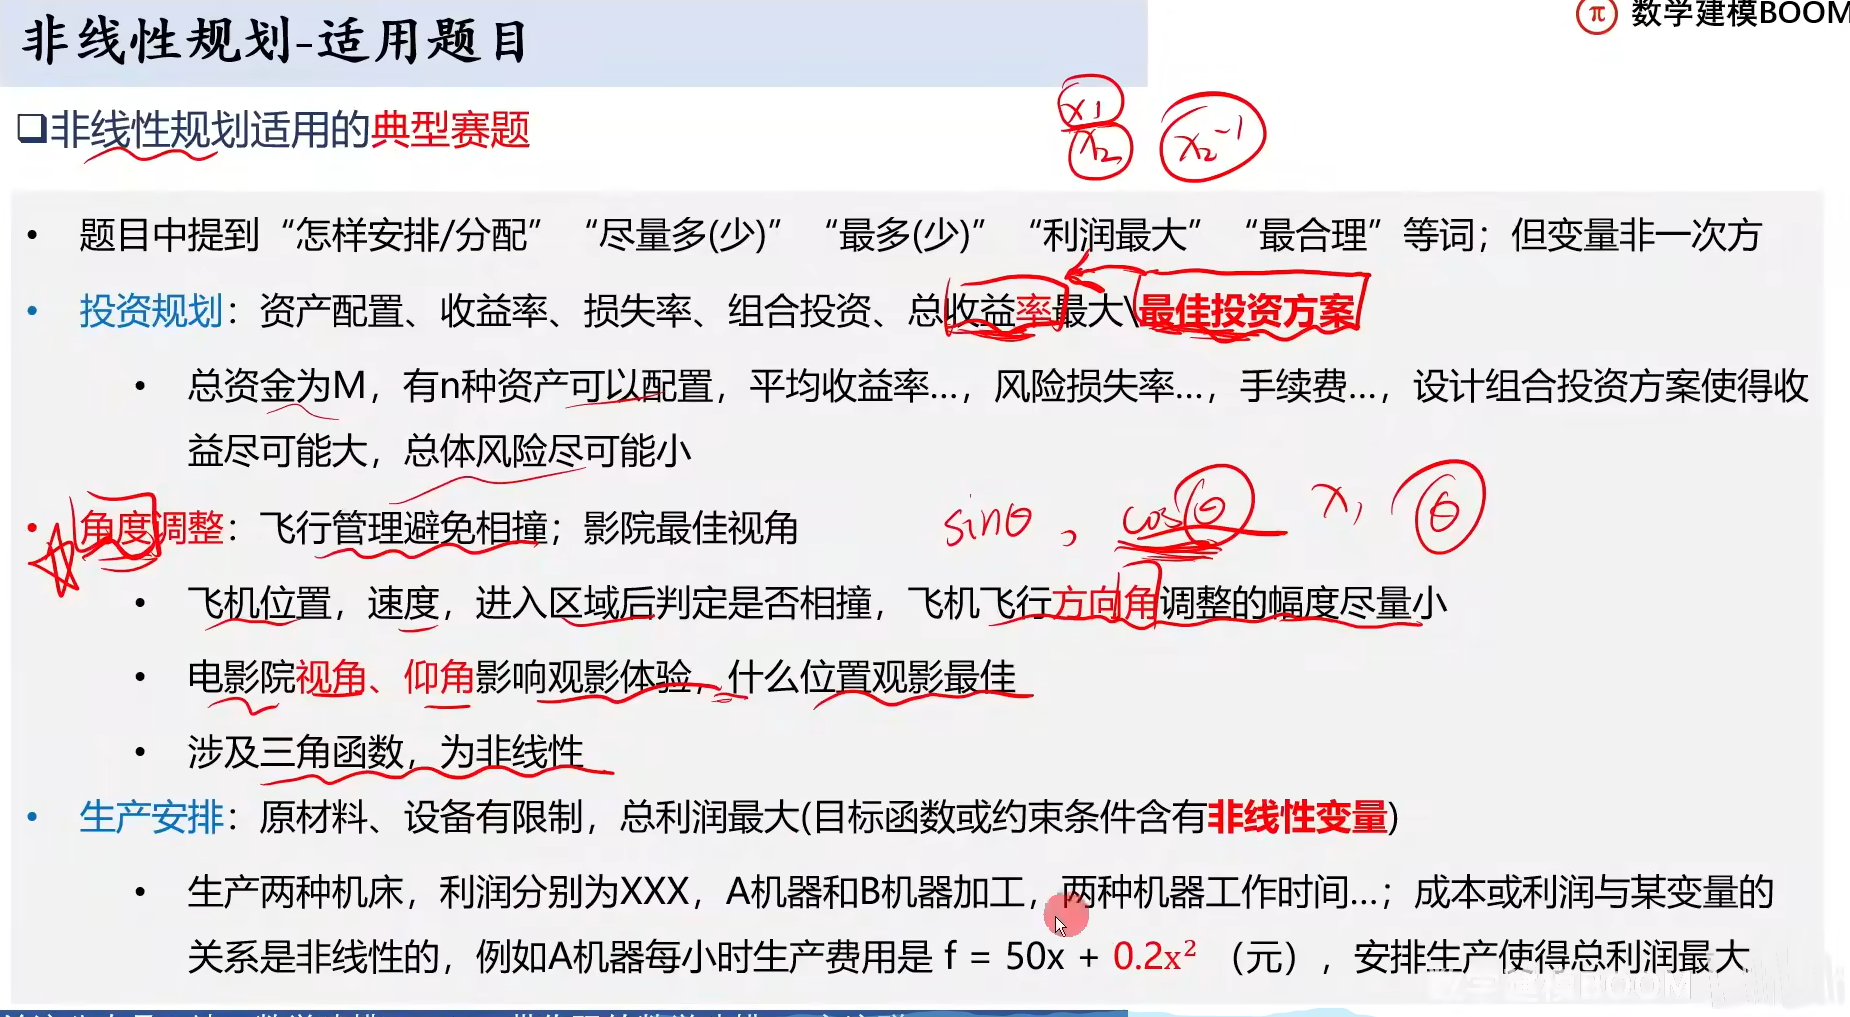 非线性规划-适用题目
数学建模BOOM
❑非线性规划适用的典型赛题
x1
x2
x2⁻¹
• 题目中提到“怎样安排/分配” “尽量多(少)” “最多(少)” “利润最大” “最合理”等词；但变量非一次方
• 投资规划：资产配置、收益率、损失率、组合投资、总收益率最大\最佳投资方案
• 总资金为M，有n种资产可以配置，平均收益率...，风险损失率...，手续费...，设计组合投资方案使得收
益尽可能大，总体风险尽可能小
• 角度调整：飞行管理避免相撞；影院最佳视角
sinθ、cosθ x, θ
• 飞机位置，速度，进入区域后判定是否相撞，飞机飞行方向角调整的幅度尽量小
• 电影院视角、仰角影响观影体验，什么位置观影最佳
• 涉及三角函数，为非线性
• 生产安排：原材料、设备有限制，总利润最大(目标函数或约束条件含有非线性变量)
• 生产两种机床，利润分别为XXX，A机器和B机器加工，两种机器工作时间...；成本或利润与某变量的
关系是非线性的，例如A机器每小时生产费用是 f = 50x + 0.2x² （元），安排生产使得总利润最大
数学建模BOOM